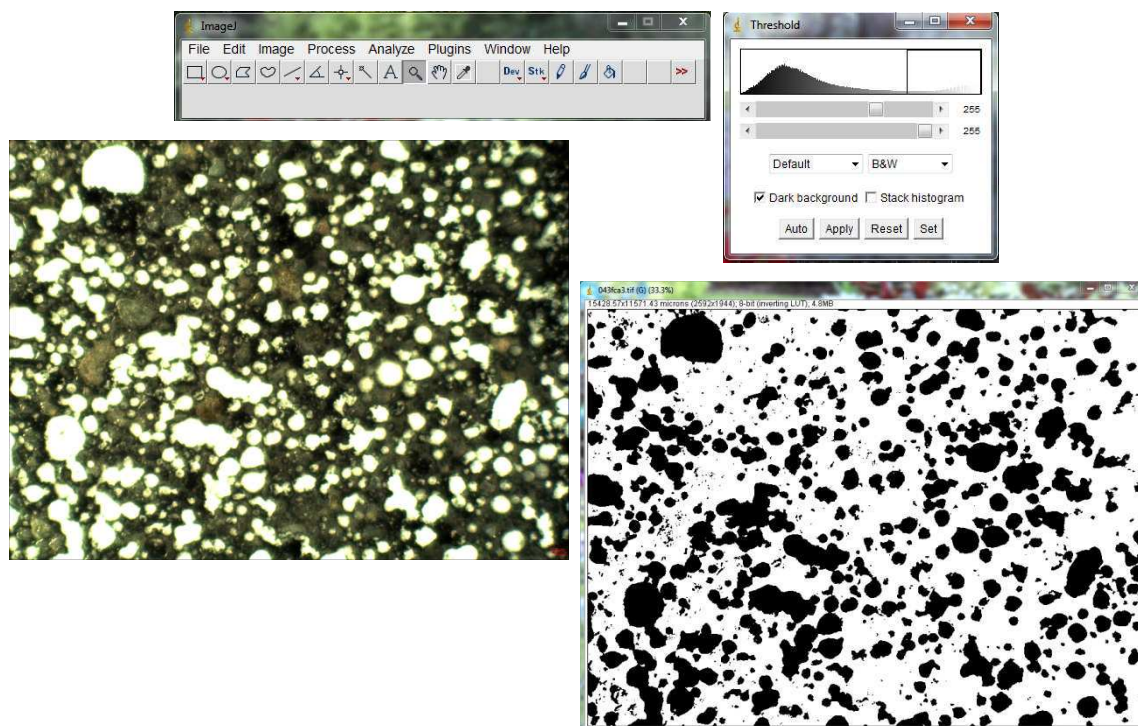 ImageJ
File Edit Image Process Analyze Plugins Window Help
A Dev Stk >>
Threshold
255
255
Default B&W
Dark background Stack histogram
Auto Apply Reset Set
043fca3.tif (G) (33.3%)
15428.57x11571.43 microns (2592x1944); 8-bit (inverting LUT); 4.8MB